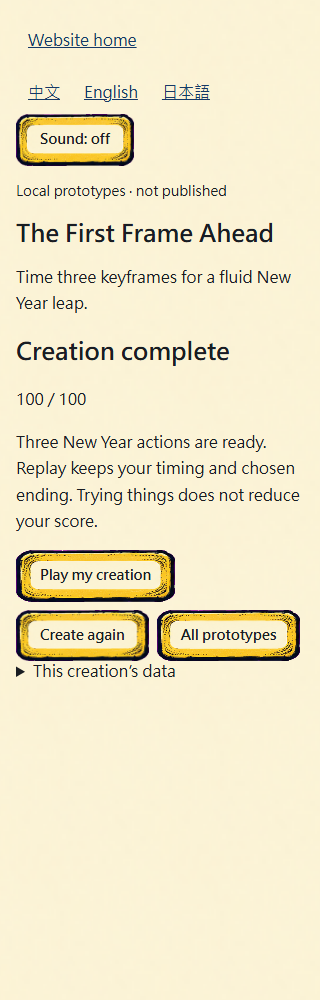 Website home
中文 English 日本語
Sound: off
Local prototypes · not published
The First Frame Ahead
Time three keyframes for a fluid New
Year leap.
Creation complete
100 / 100
Three New Year actions are ready.
Replay keeps your timing and chosen
ending. Trying things does not reduce
your score.
Play my creation
Create again All prototypes
This creation’s data